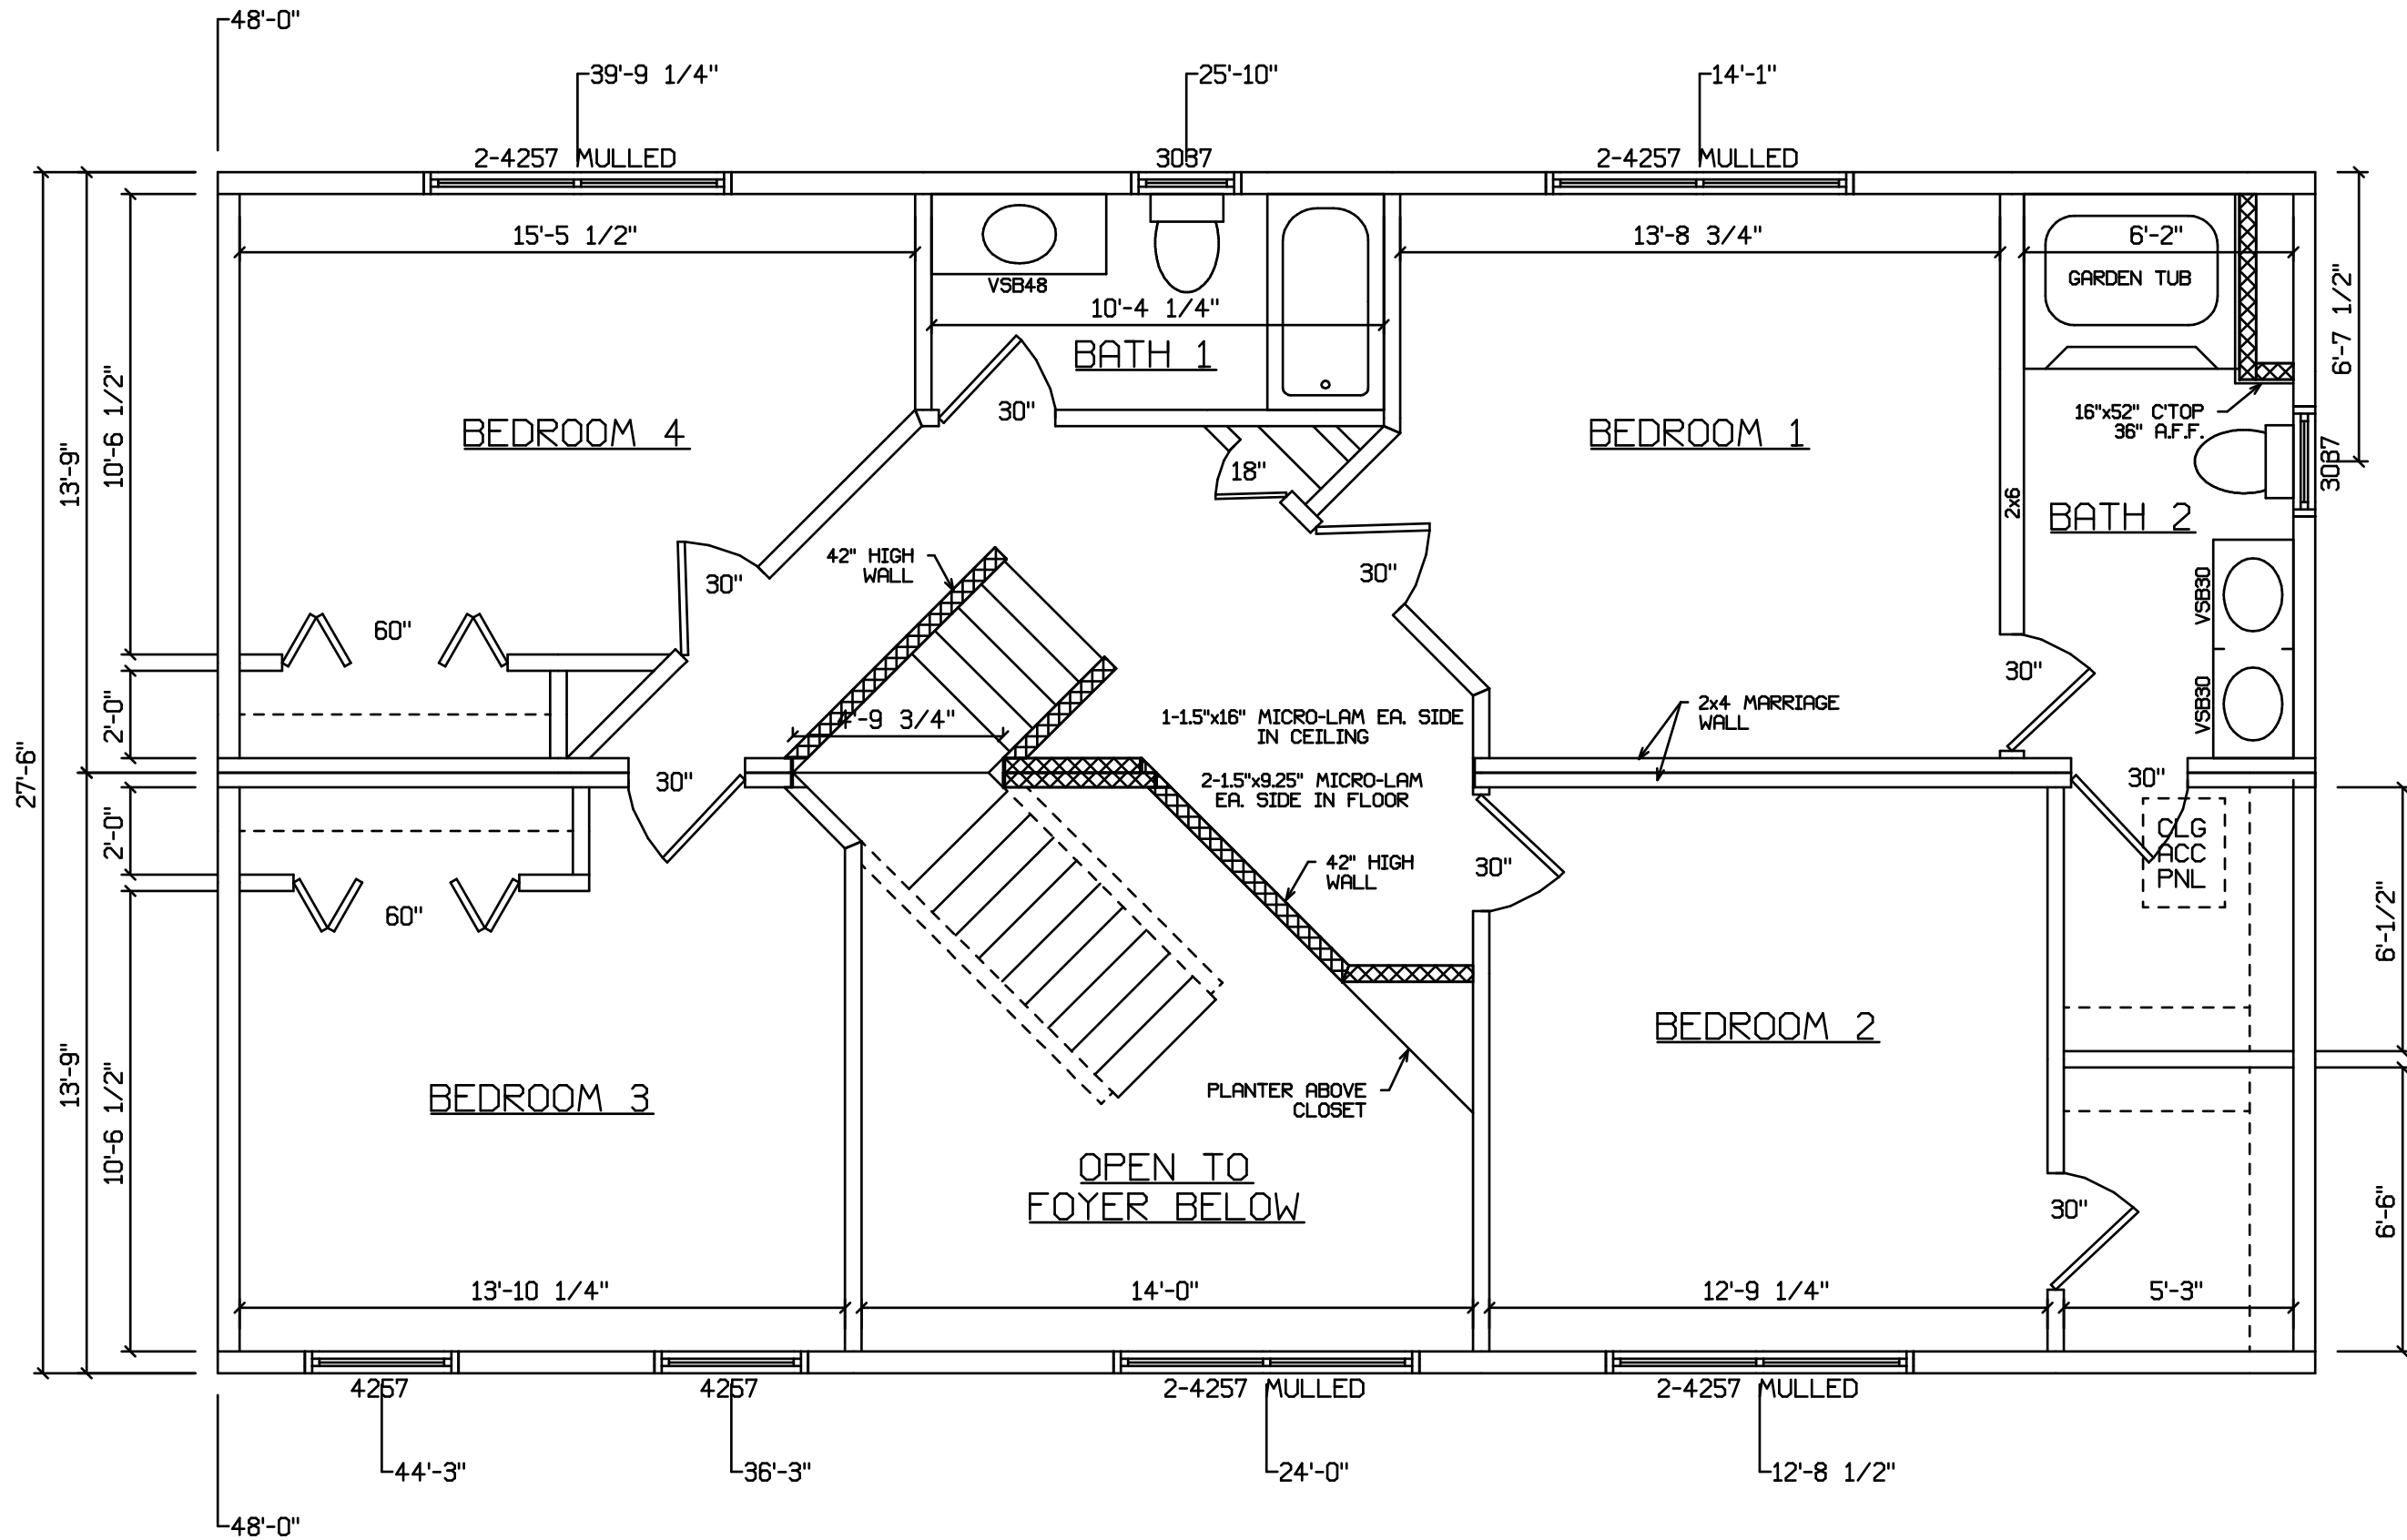 48'-0"
39'-9 1/4"
25'-10"
14'-1"
2-4257 MULLED
3037
2-4257 MULLED
15'-5 1/2"
13'-8 3/4"
6'-2"
GARDEN TUB
VSB48
10'-4 1/4"
BATH 1
6'-7 1/2"
10'-6 1/2"
13'-9"
30"
BEDROOM 4
BEDROOM 1
16"x52" C'TOP
36" A.F.F.
3037
18"
2x6
BATH 2
42" HIGH
WALL
30"
30"
VSB30
60"
30"
2'-0"
VSB30
2x4 MARRIAGE
WALL
1-1.5"x16" MICRO-LAM EA. SIDE
IN CEILING
-9 3/4"
27'-6"
30"
2-1.5"x9.25" MICRO-LAM
EA. SIDE IN FLOOR
30"
2'-0"
CLG
ACC
PNL
42" HIGH
WALL
30"
60"
6'-1/2"
BEDROOM 2
13'-9"
10'-6 1/2"
BEDROOM 3
PLANTER ABOVE
CLOSET
OPEN TO
FOYER BELOW
30"
6'-6"
13'-10 1/4"
14'-0"
12'-9 1/4"
5'-3"
4257
4257
2-4257 MULLED
2-4257 MULLED
44'-3"
36'-3"
24'-0"
12'-8 1/2"
48'-0"